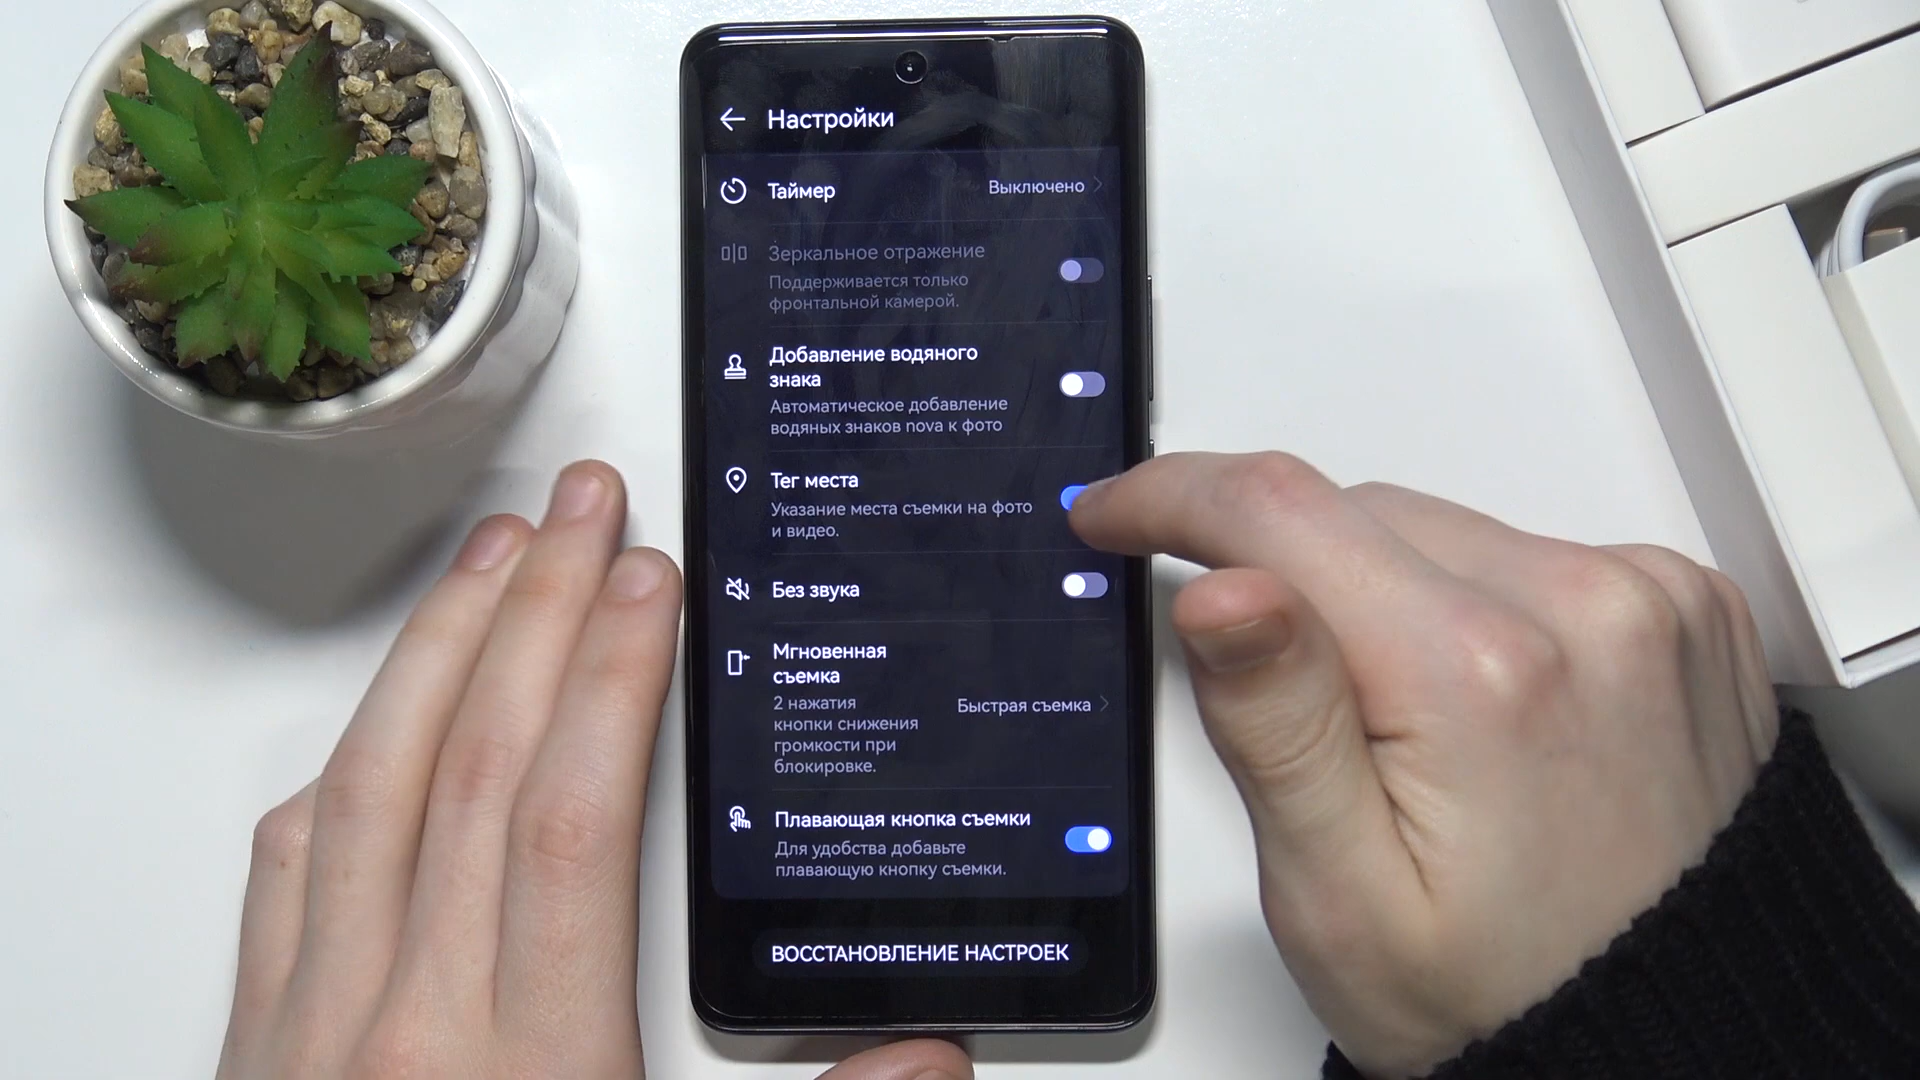 Настройки
Таймер
Выключено
Зеркальное отражение
Поддерживается только
фронтальной камерой.
Добавление водяного
знака
Автоматическое добавление
водяных знаков nova к фото
Тег места
Указание места съемки на фото
и видео.
Без звука
Мгновенная
съемка
2 нажатия
кнопки снижения
громкости при
блокировке.
Быстрая съемка
Плавающая кнопка съемки
Для удобства добавьте
плавающую кнопку съемки.
ВОССТАНОВЛЕНИЕ НАСТРОЕК